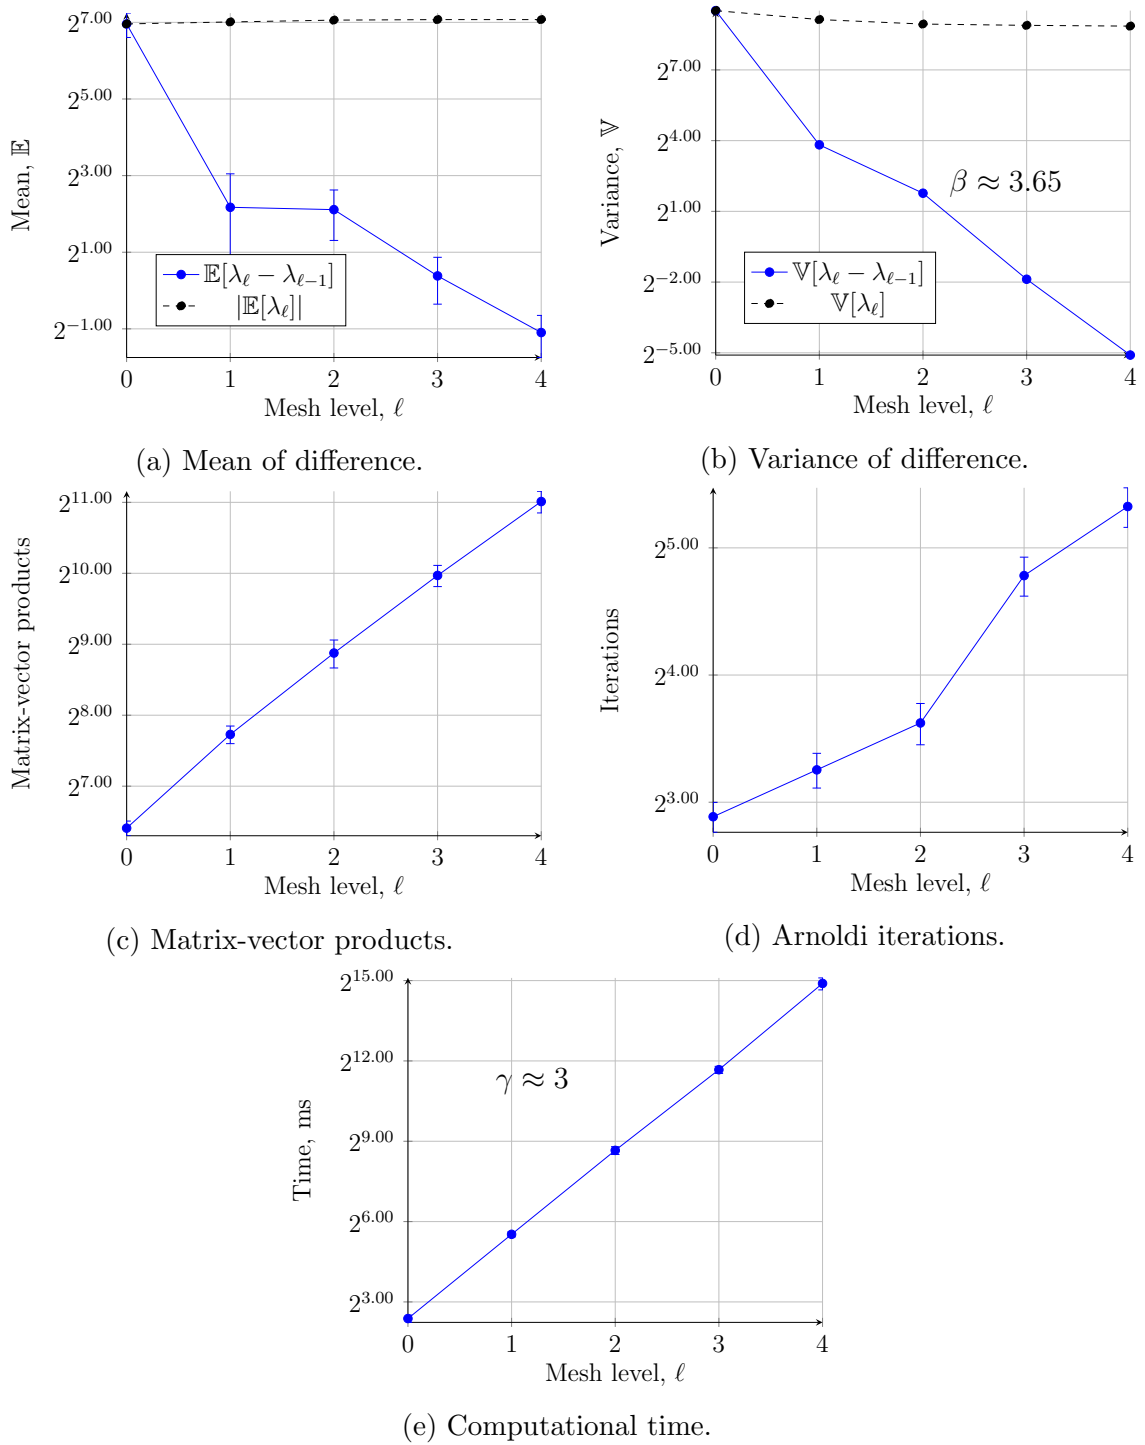 2^7.00
2^5.00
2^3.00
2^1.00
2^−1.00
Mean, 𝔼
𝔼[λ_ℓ − λ_ℓ−1]
|𝔼[λ_ℓ]|
0 1 2 3 4
Mesh level, ℓ
(a) Mean of difference.
2^7.00
2^4.00
2^1.00
2^−2.00
2^−5.00
Variance, 𝕍
β ≈ 3.65
𝕍[λ_ℓ − λ_ℓ−1]
𝕍[λ_ℓ]
0 1 2 3 4
Mesh level, ℓ
(b) Variance of difference.
2^11.00
2^10.00
2^9.00
2^8.00
2^7.00
Matrix-vector products
0 1 2 3 4
Mesh level, ℓ
(c) Matrix-vector products.
2^5.00
2^4.00
2^3.00
Iterations
0 1 2 3 4
Mesh level, ℓ
(d) Arnoldi iterations.
2^15.00
2^12.00
2^9.00
2^6.00
2^3.00
Time, ms
γ ≈ 3
0 1 2 3 4
Mesh level, ℓ
(e) Computational time.